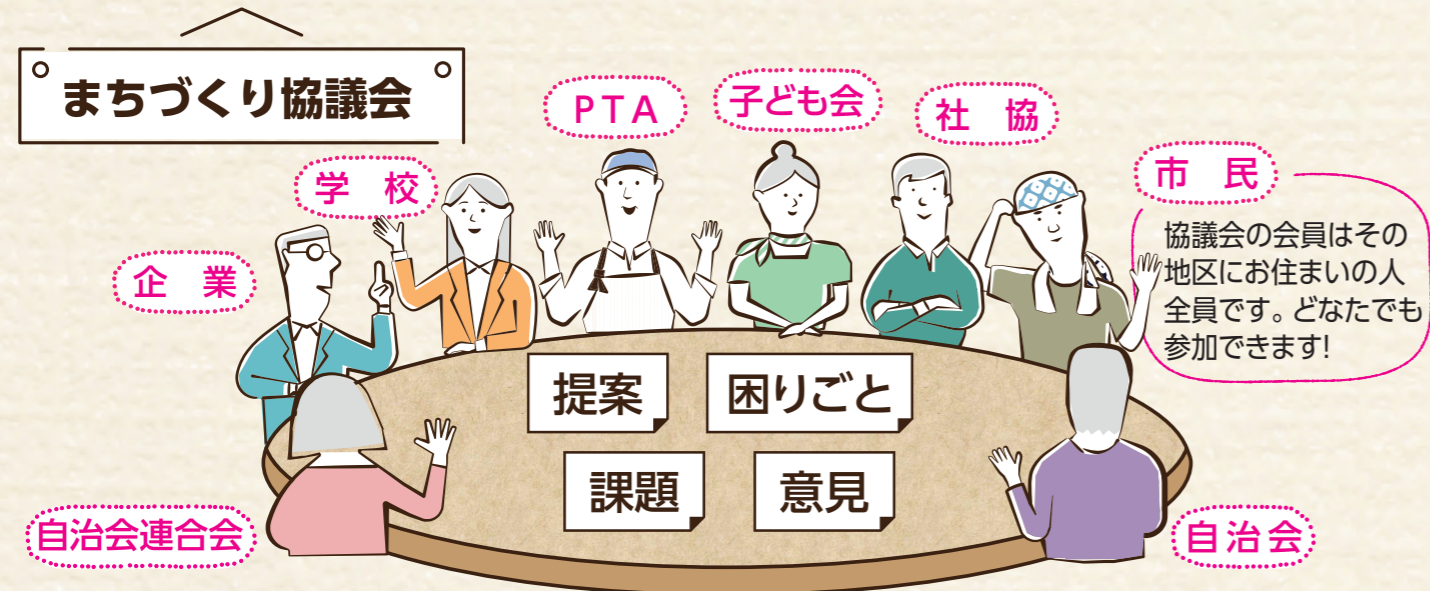 まちづくり協議会
PTA
子ども会
社 協
学 校
市 民
企 業
協議会の会員はその
地区にお住まいの人
全員です。どなたでも
参加できます!
提案
困りごと
課題
意見
自治会連合会
自治会